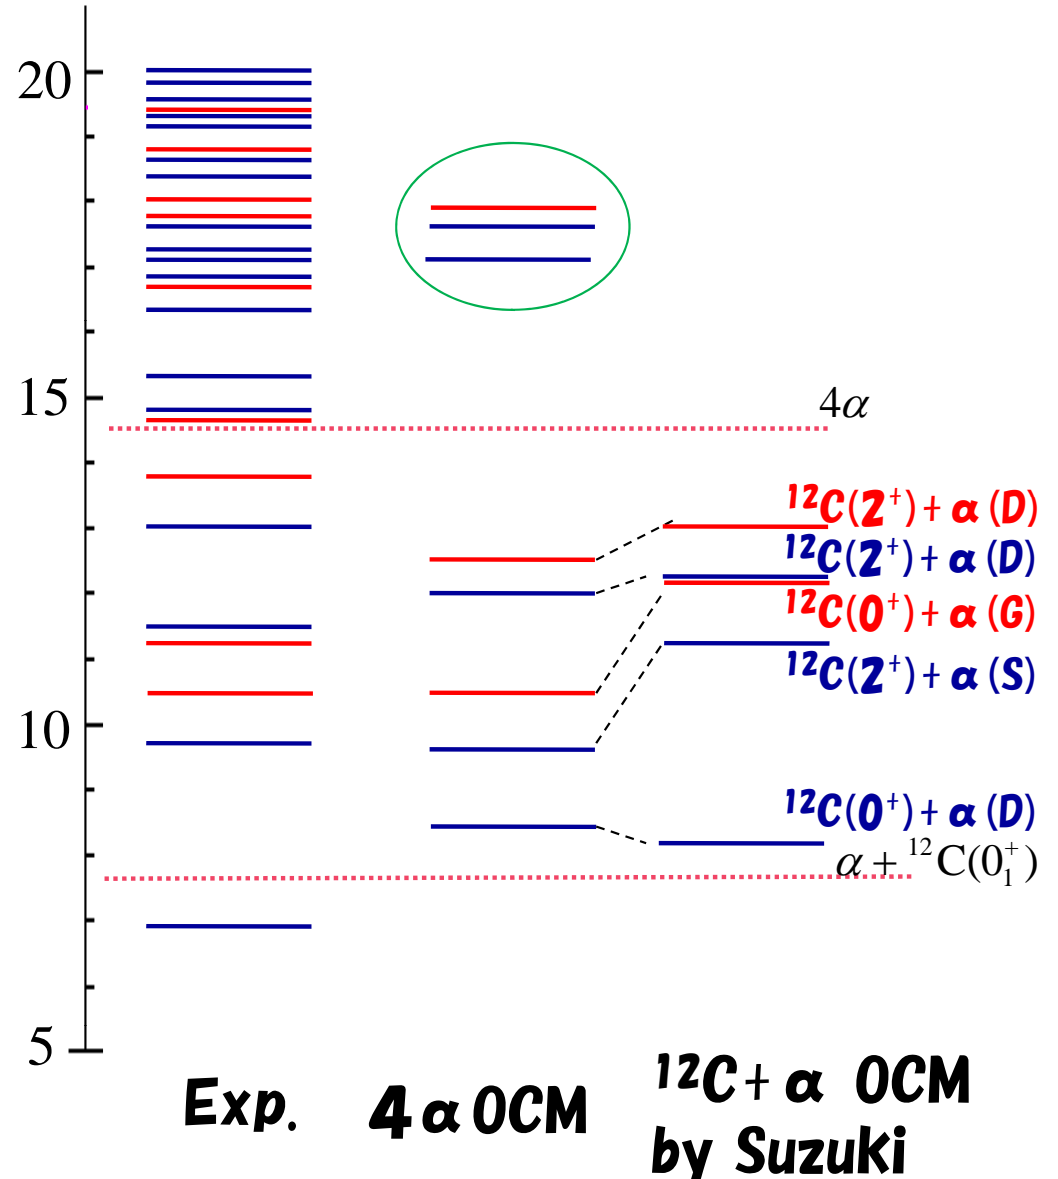 20
15
10
5
4α
¹²C(2⁺)+ α (D)
¹²C(2⁺)+ α (D)
¹²C(0⁺)+ α (G)
¹²C(2⁺)+ α (S)
¹²C(0⁺)+ α (D)
α + ¹²C(0₁⁺)
Exp.
4α OCM
¹²C+ α OCM
by Suzuki